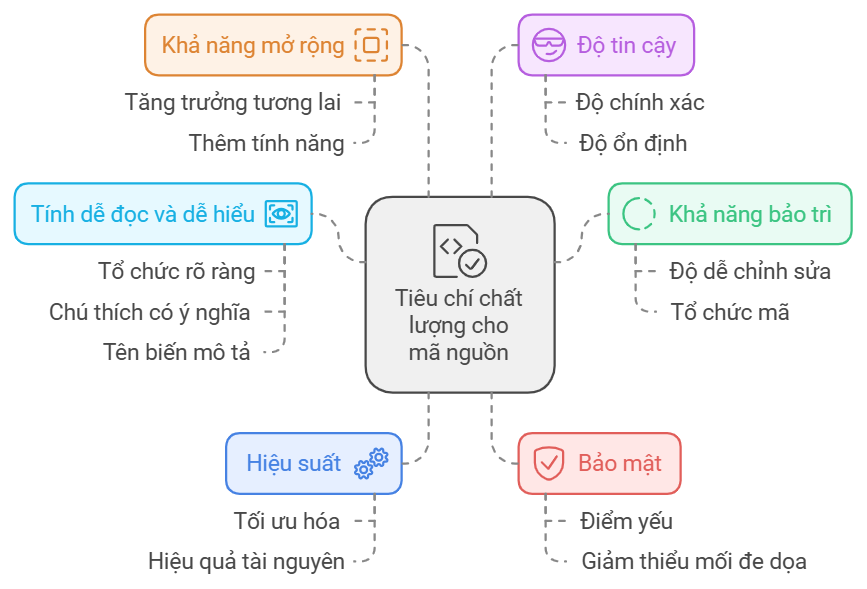 Khả năng mở rộng
Tăng trưởng tương lai
Thêm tính năng
Độ tin cậy
Độ chính xác
Độ ổn định
Tính dễ đọc và dễ hiểu
Tổ chức rõ ràng
Chú thích có ý nghĩa
Tên biến mô tả
Tiêu chí chất
lượng cho
mã nguồn
Khả năng bảo trì
Độ dễ chỉnh sửa
Tổ chức mã
Hiệu suất
Tối ưu hóa
Hiệu quả tài nguyên
Bảo mật
Điểm yếu
Giảm thiểu mối đe dọa